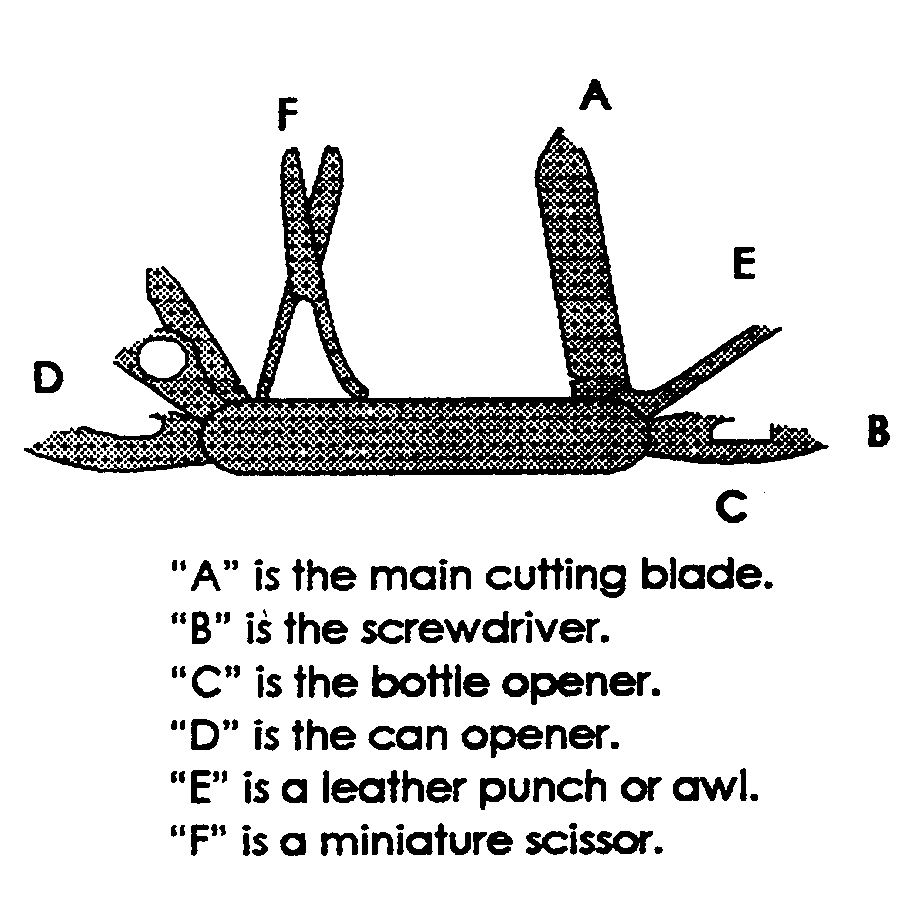 F
A
E
D
B
C
“A” is the main cutting blade.
“B” is the screwdriver.
“C” is the bottle opener.
“D” is the can opener.
“E” is a leather punch or awl.
“F” is a miniature scissor.